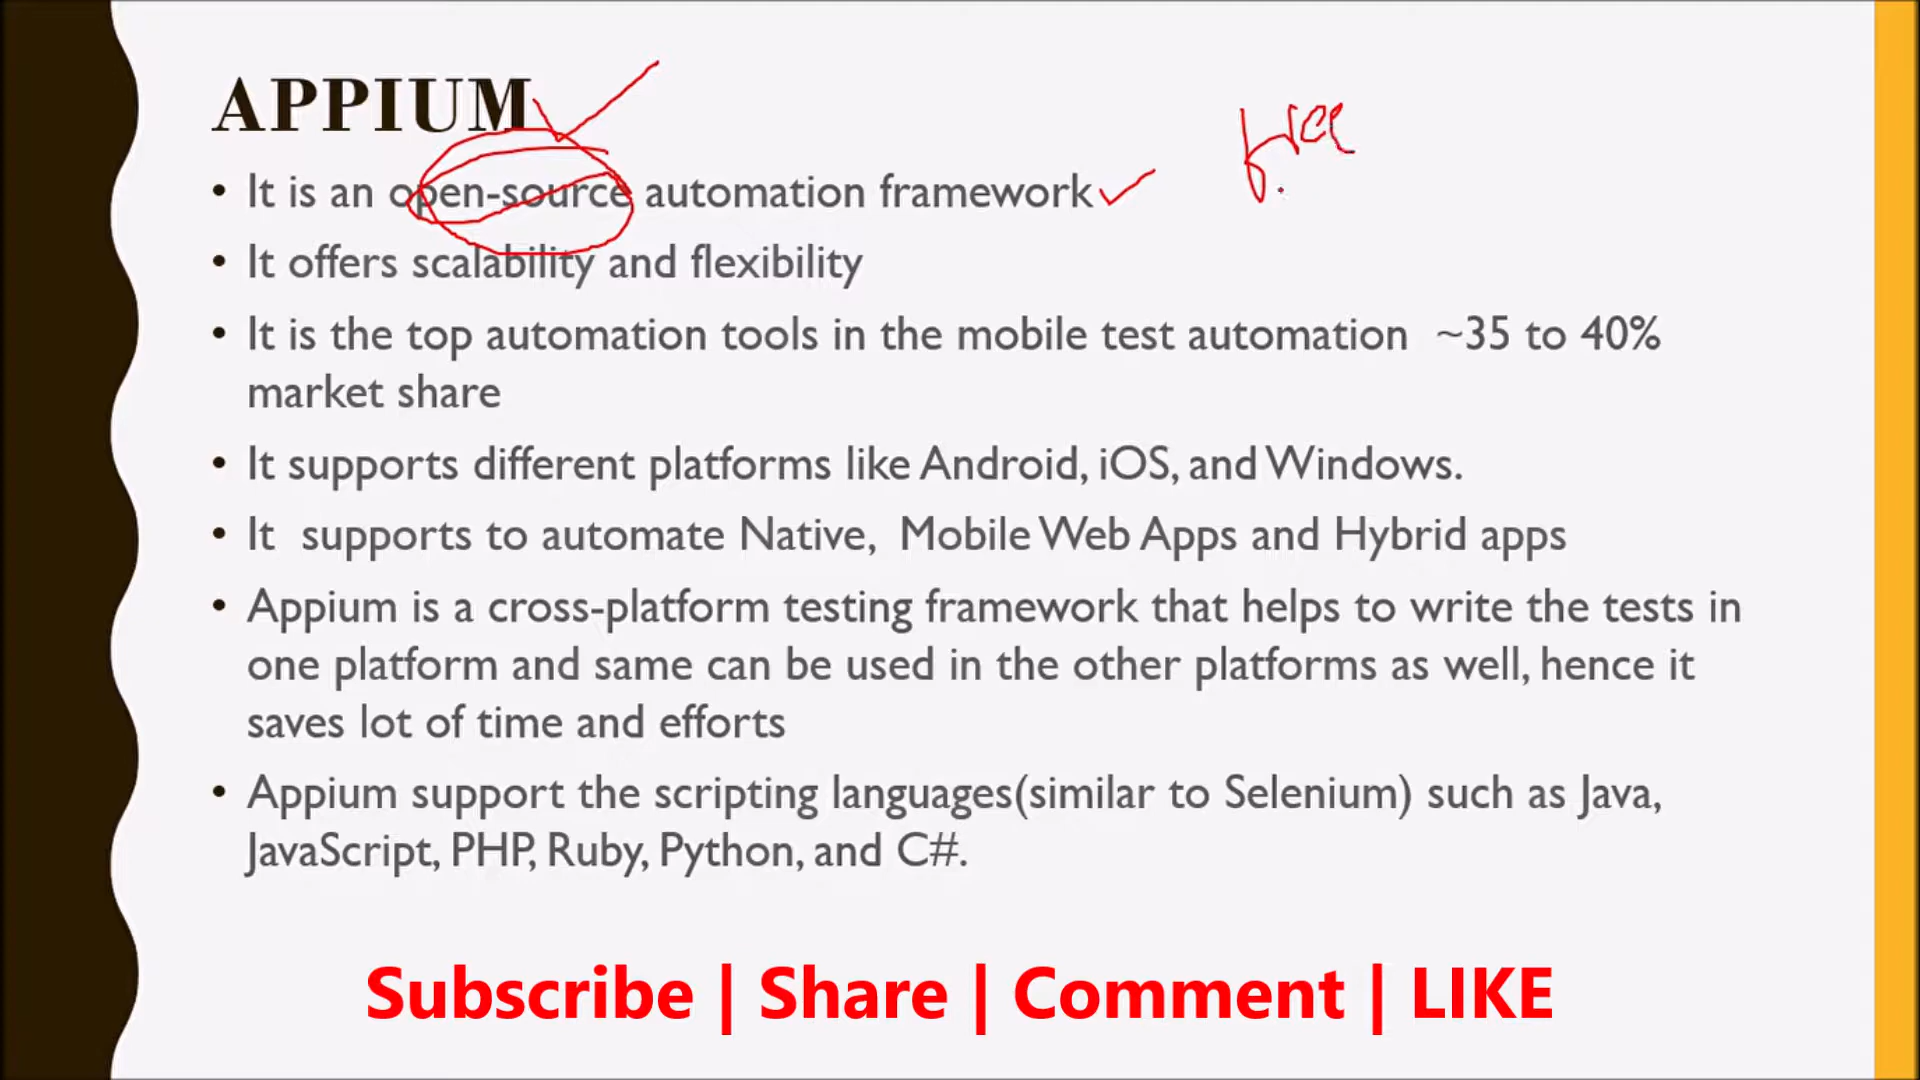 APPIUM
free
• It is an open-source automation framework
• It offers scalability and flexibility
• It is the top automation tools in the mobile test automation ~35 to 40%
market share
• It supports different platforms like Android, iOS, and Windows.
• It supports to automate Native, Mobile Web Apps and Hybrid apps
• Appium is a cross-platform testing framework that helps to write the tests in
one platform and same can be used in the other platforms as well, hence it
saves lot of time and efforts
• Appium support the scripting languages(similar to Selenium) such as Java,
JavaScript, PHP, Ruby, Python, and C#.
Subscribe | Share | Comment | LIKE